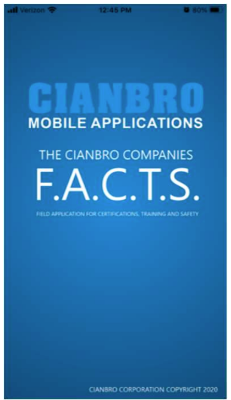 Verizon 12:45 PM 80%
CIANBRO
MOBILE APPLICATIONS
THE CIANBRO COMPANIES
F.A.C.T.S.
FIELD APPLICATION FOR CERTIFICATIONS, TRAINING AND SAFETY
CIANBRO CORPORATION COPYRIGHT 2020